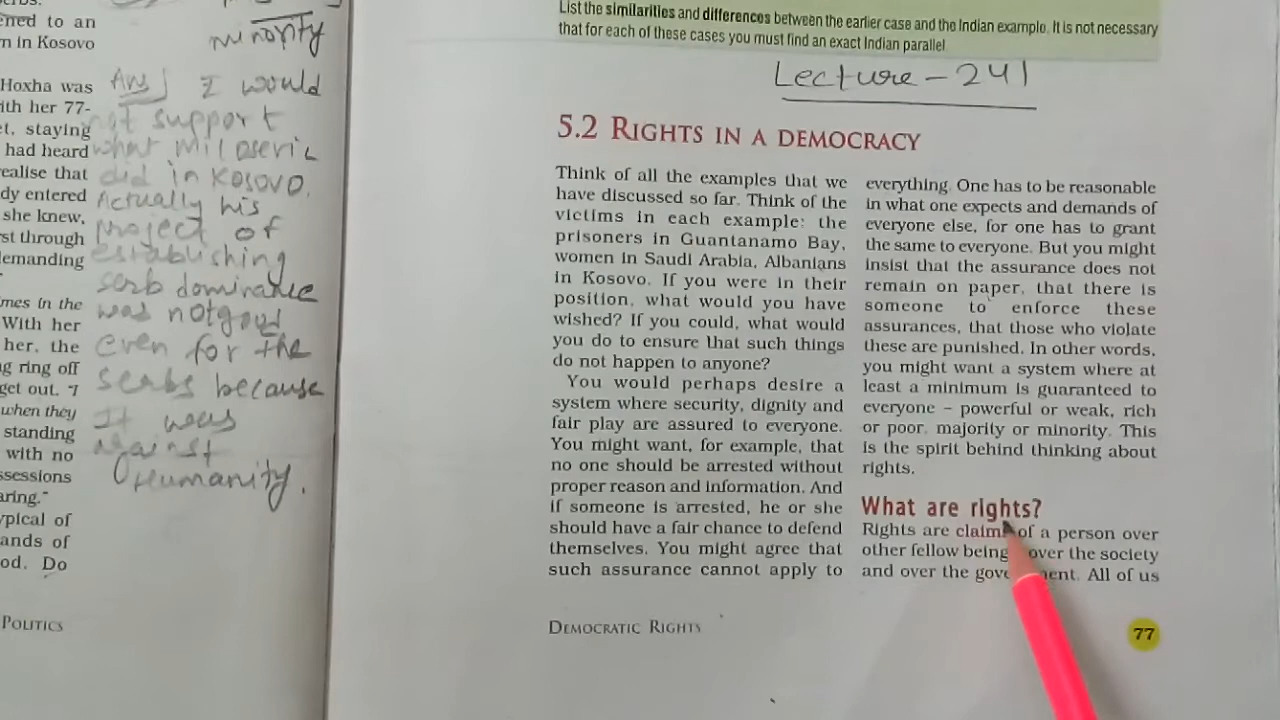 ened to an
n in Kosovo
Hoxha was
ith her 77-
t, staying
had heard
ealise that
dy entered
she knew,
st through
emanding
mes in the
With her
her, the
g ring off
get out. "I
when they
standing
with no
ssessions
aring."
ypical of
ands of
od. Do
POLITICS
minority
Ans] I would
not support
what milosevic
did in Kosovo.
Actually his
project of
establishing
serb dominance
was not good
even for the
serbs because
It was
against
Humanity.
List the similarities and differences between the earlier case and the Indian example. It is not necessary
that for each of these cases you must find an exact Indian parallel
Lecture - 241
5.2 RIGHTS IN A DEMOCRACY
Think of all the examples that we
have discussed so far. Think of the
victims in each example: the
prisoners in Guantanamo Bay,
women in Saudi Arabia, Albanians
in Kosovo. If you were in their
position, what would you have
wished? If you could, what would
you do to ensure that such things
do not happen to anyone?
You would perhaps desire a
system where security, dignity and
fair play are assured to everyone.
You might want, for example, that
no one should be arrested without
proper reason and information. And
if someone is arrested, he or she
should have a fair chance to defend
themselves. You might agree that
such assurance cannot apply to
everything. One has to be reasonable
in what one expects and demands of
everyone else, for one has to grant
the same to everyone. But you might
insist that the assurance does not
remain on paper, that there is
someone to enforce these
assurances, that those who violate
these are punished. In other words,
you might want a system where at
least a minimum is guaranteed to
everyone – powerful or weak, rich
or poor, majority or minority. This
is the spirit behind thinking about
rights.
What are rights?
Rights are claims of a person over
other fellow being over the society
and over the gove ent. All of us
DEMOCRATIC RIGHTS
77